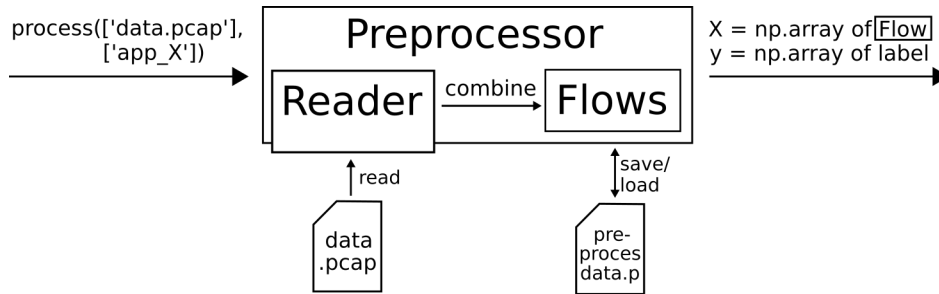 process(['data.pcap'],
['app_X'])
Preprocessor
X = np.array of Flow
y = np.array of label
Reader
combine
Flows
read
save/
load
data
.pcap
pre-
proces
data.p